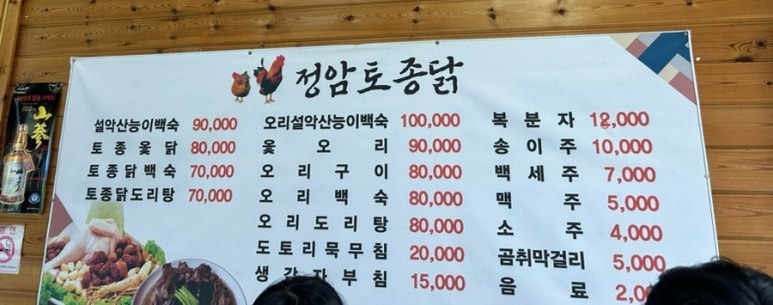 정암토종닭
설악산능이백숙 90,000
토종옻닭 80,000
토종닭백숙 70,000
토종닭도리탕 70,000
오리설악산능이백숙 100,000
옻오리 90,000
오리구이 80,000
오리백숙 80,000
오리도리탕 80,000
도토리묵무침 20,000
생감자부침 15,000
복분자 12,000
송이주 10,000
백세주 7,000
맥주 5,000
소주 4,000
곰취막걸리 5,000
음료
山蔘